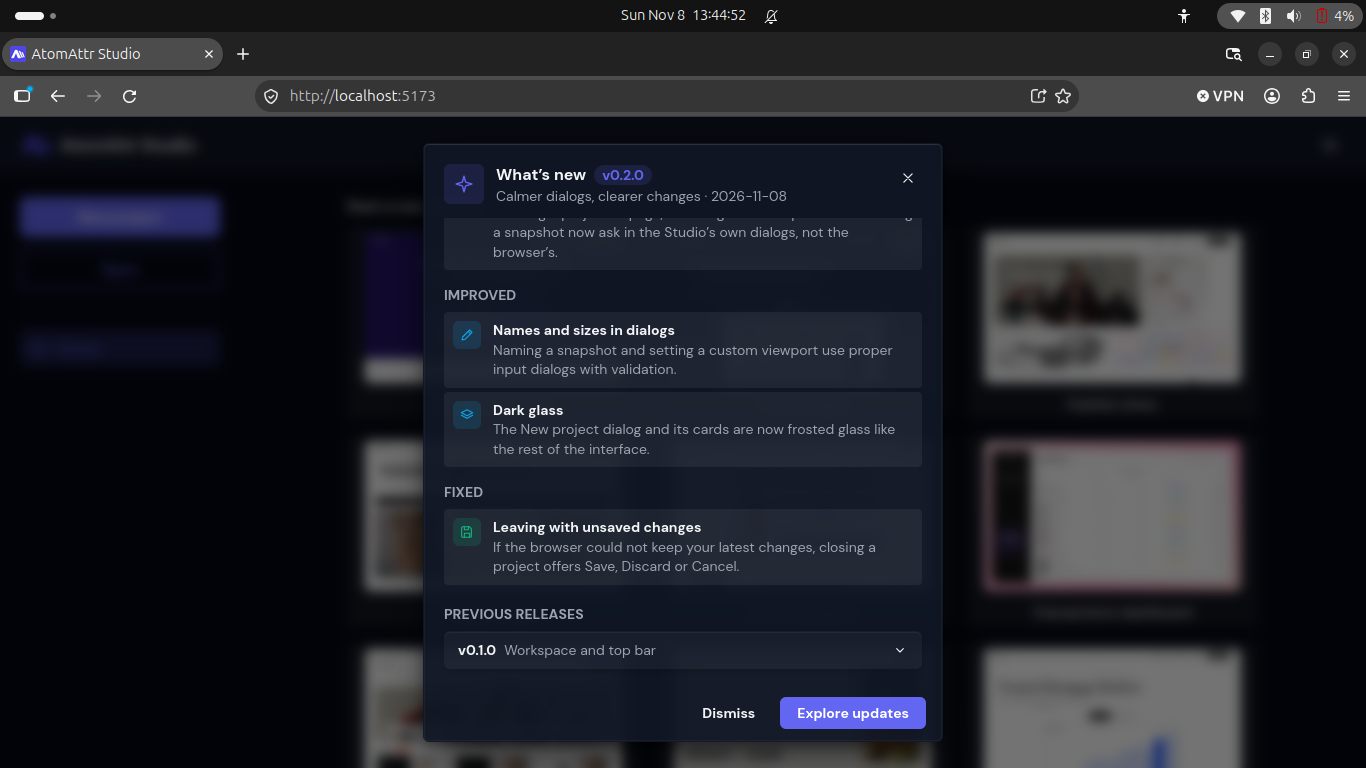 Sun Nov 8 13:44:52
4%
AtomAttr Studio
http://localhost:5173
VPN
What's new v0.2.0
Calmer dialogs, clearer changes · 2026-11-08
a snapshot now ask in the Studio's own dialogs, not the
browser's.
IMPROVED
Names and sizes in dialogs
Naming a snapshot and setting a custom viewport use proper
input dialogs with validation.
Dark glass
The New project dialog and its cards are now frosted glass like
the rest of the interface.
FIXED
Leaving with unsaved changes
If the browser could not keep your latest changes, closing a
project offers Save, Discard or Cancel.
PREVIOUS RELEASES
v0.1.0 Workspace and top bar
Dismiss
Explore updates